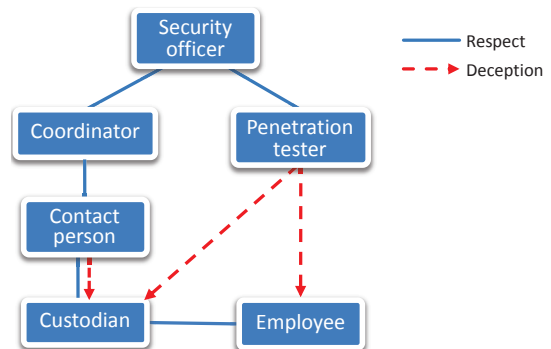 Security
officer
Respect
Deception
Coordinator
Penetration
tester
Contact
person
Custodian
Employee